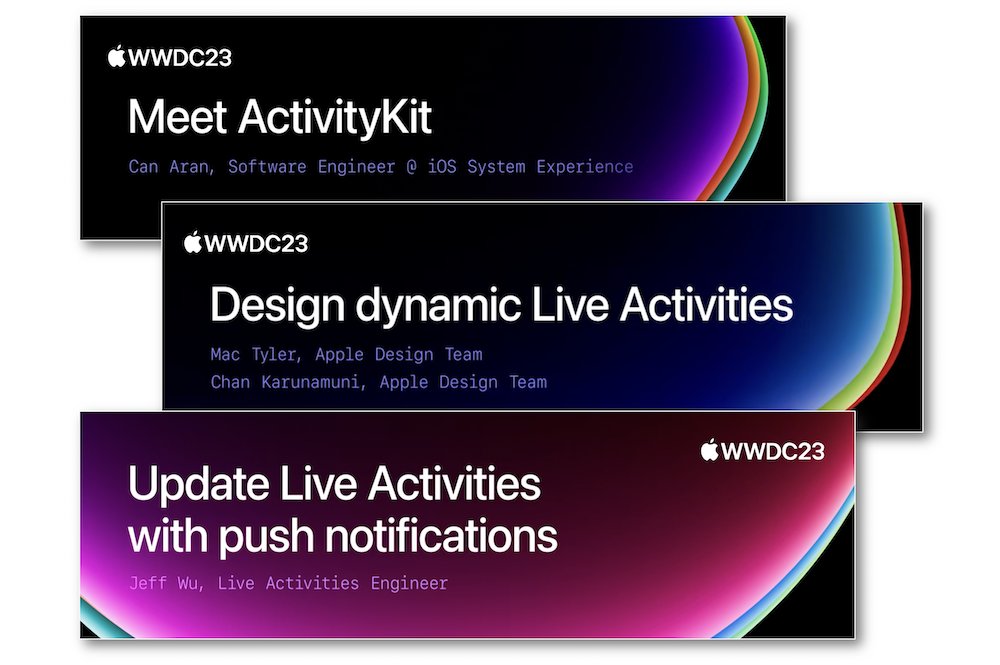 WWDC23
Meet ActivityKit
Can Aran, Software Engineer @ iOS System Experience
WWDC23
Design dynamic Live Activities
Mac Tyler, Apple Design Team
Chan Karunamuni, Apple Design Team
WWDC23
Update Live Activities
with push notifications
Jeff Wu, Live Activities Engineer